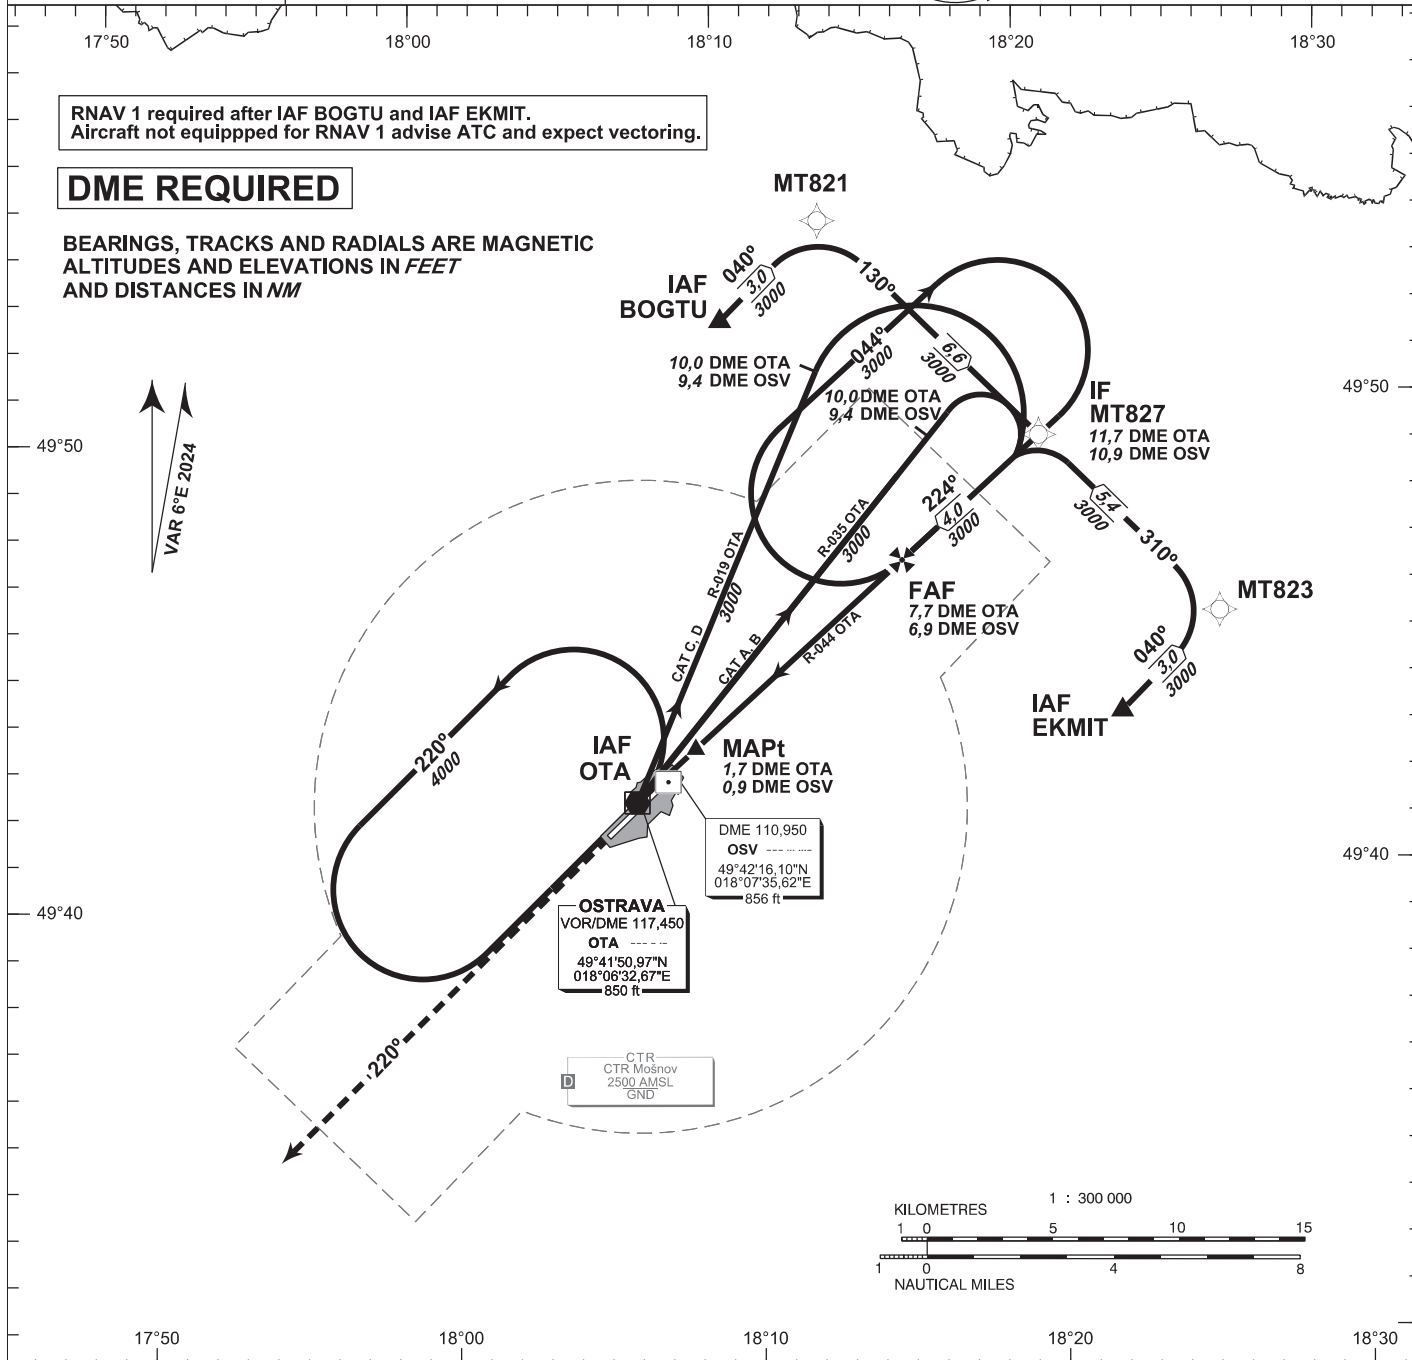 17°50'
18°00'
18°10'
18°20'
18°30'
RNAV 1 required after IAF BOGTU and IAF EKMIT.
Aircraft not equippped for RNAV 1 advise ATC and expect vectoring.
DME REQUIRED
BEARINGS, TRACKS AND RADIALS ARE MAGNETIC
ALTITUDES AND ELEVATIONS IN FEET
AND DISTANCES IN NM
MT821
IAF
BOGTU
040°
3,0
3000
130°
6,6
3000
044°
3000
10,0 DME OTA
9,4 DME OSV
10,0 DME OTA
9,4 DME OSV
IF
MT827
11,7 DME OTA
10,9 DME OSV
49°50'
49°50'
VAR 6°E 2024
224°
4,0
3000
5,4
3000
310°
MT823
040°
3,0
3000
IAF
EKMIT
R-019 OTA
3000
CAT C, D
R-035 OTA
3000
CAT A, B
R-044 OTA
FAF
7,7 DME OTA
6,9 DME OSV
220°
4000
IAF
OTA
MAPt
1,7 DME OTA
0,9 DME OSV
DME 110,950
OSV
49°42'16,10"N
018°07'35,62"E
856 ft
49°40'
49°40'
OSTRAVA
VOR/DME 117,450
OTA
49°41'50,97"N
018°06'32,67"E
850 ft
220°
CTR
CTR Mošnov
D
2500 AMSL
GND
1 : 300 000
KILOMETRES
1 0 5 10 15
1 0 4 8
NAUTICAL MILES
17°50'
18°00'
18°10'
18°20'
18°30'